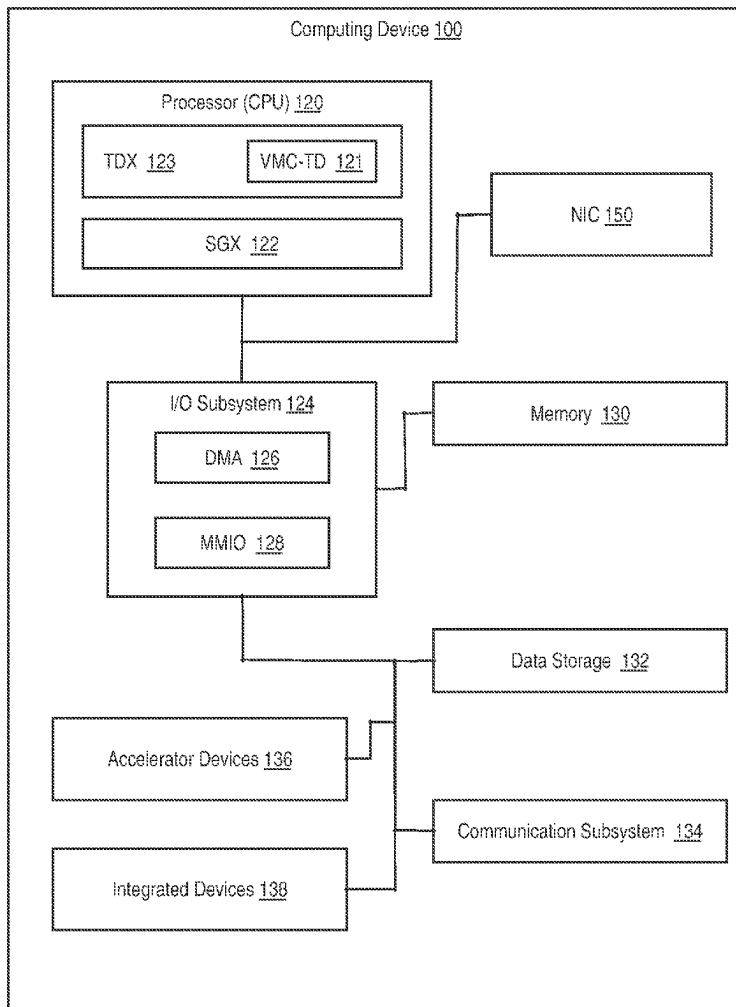 Computing Device 100
Processor (CPU) 120
TDX 123
VMC-TD 121
SGX 122
NIC 150
I/O Subsystem 124
DMA 126
MMIO 128
Memory 130
Data Storage 132
Accelerator Devices 136
Communication Subsystem 134
Integrated Devices 138